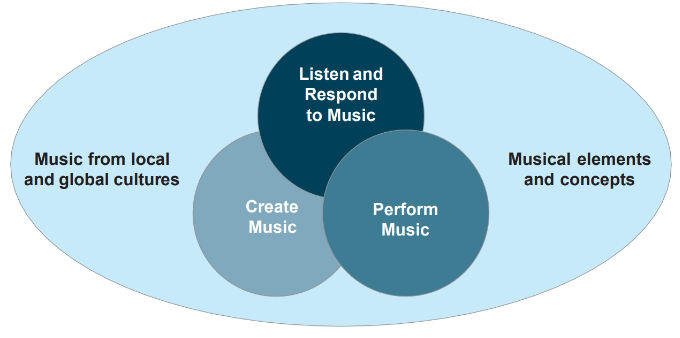 Listen and
Respond
to Music
Music from local
and global cultures
Musical elements
and concepts
Create
Music
Perform
Music